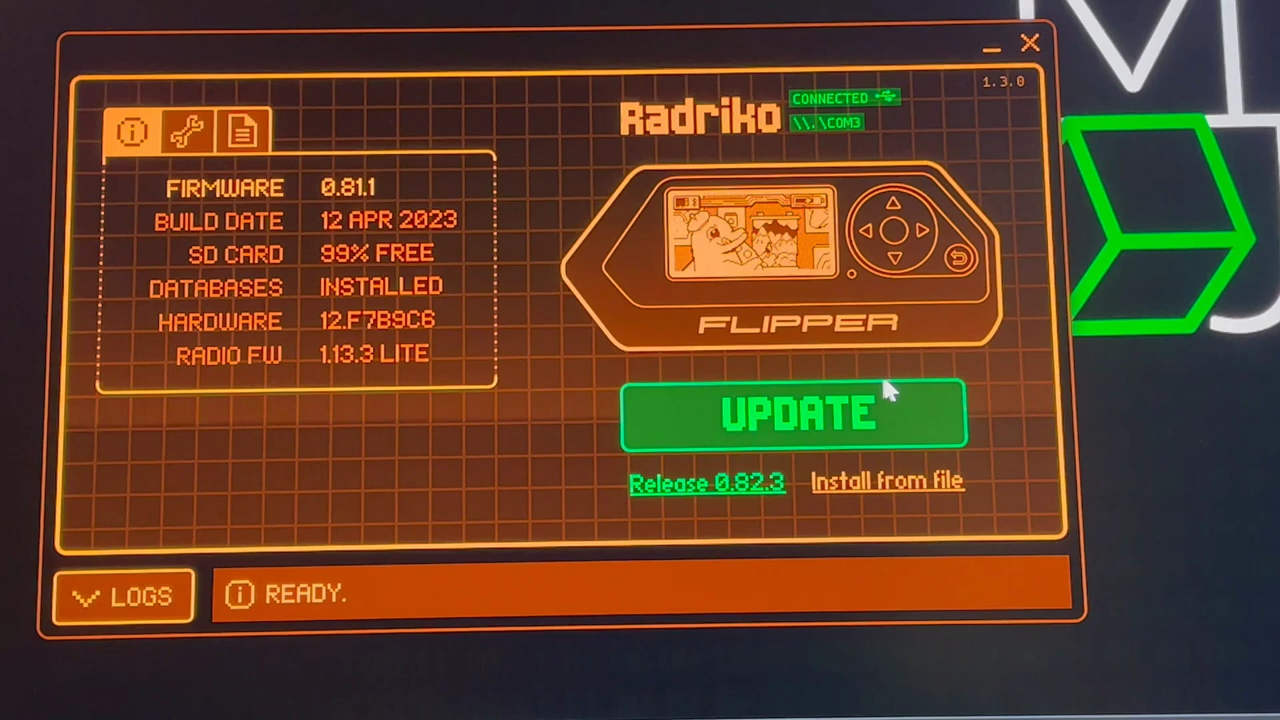 1.3.0
Radriko
CONNECTED
\\.\COM3
FIRMWARE 0.81.1
BUILD DATE 12 APR 2023
SD CARD 99% FREE
DATABASES INSTALLED
HARDWARE 12.F7B9C6
RADIO FW 1.13.3 LITE
FLIPPER
UPDATE
Release 0.82.3 Install from file
LOGS
READY.